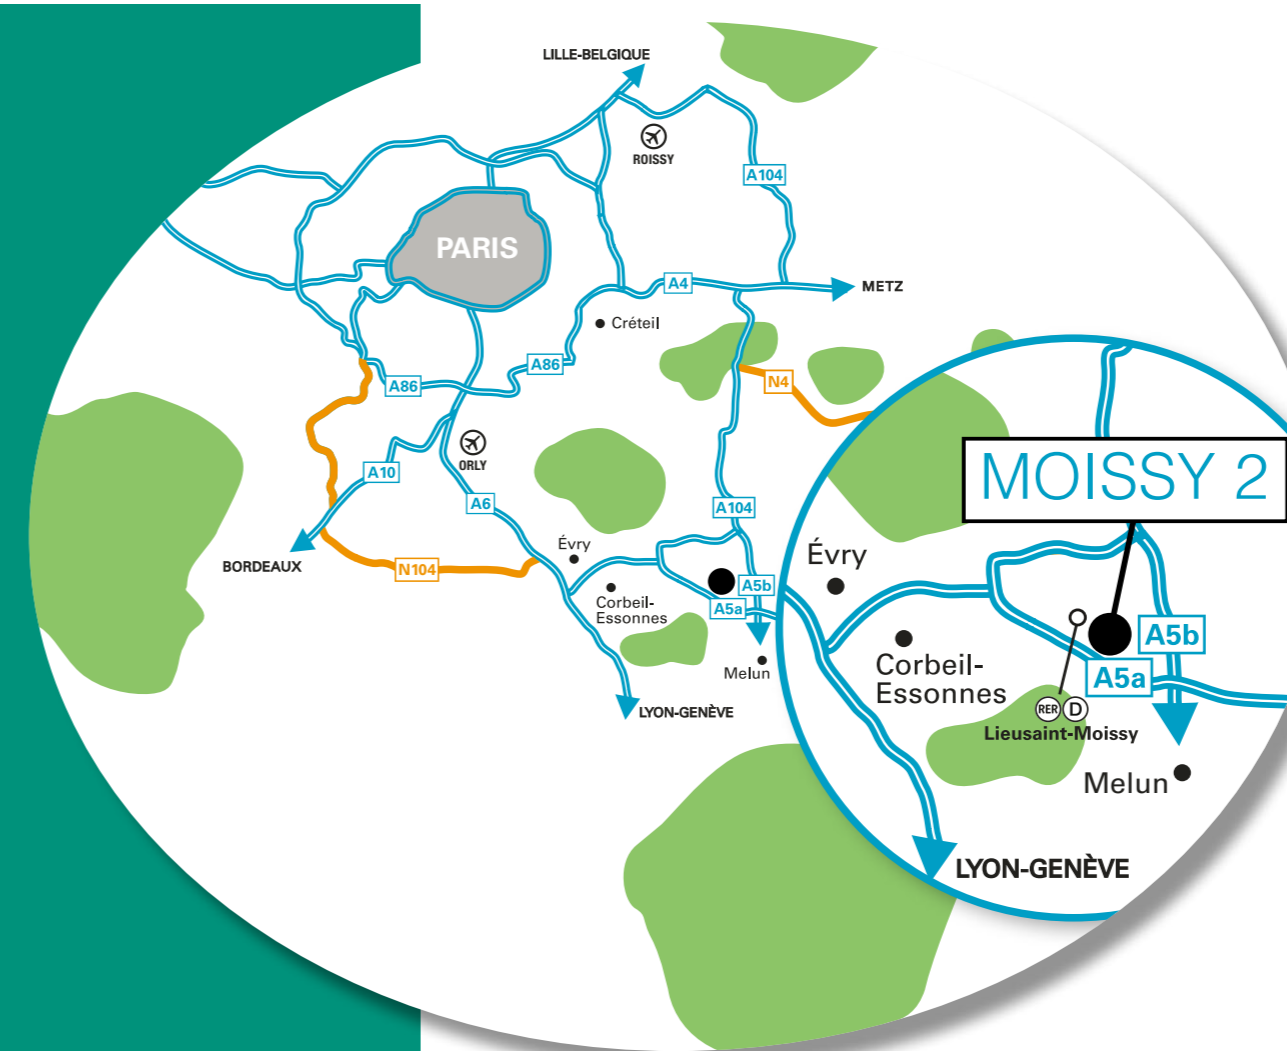 LILLE-BELGIQUE
ROISSY
A104
PARIS
A4
METZ
Créteil
A86
A86
N4
ORLY
A10
A6
A104
BORDEAUX
N104
Évry
Corbeil-
Essonnes
A5b
A5a
Melun
LYON-GENÈVE
MOISSY 2
Évry
Corbeil-
Essonnes
A5b
A5a
RER D
Lieusaint-Moissy
Melun
LYON-GENÈVE